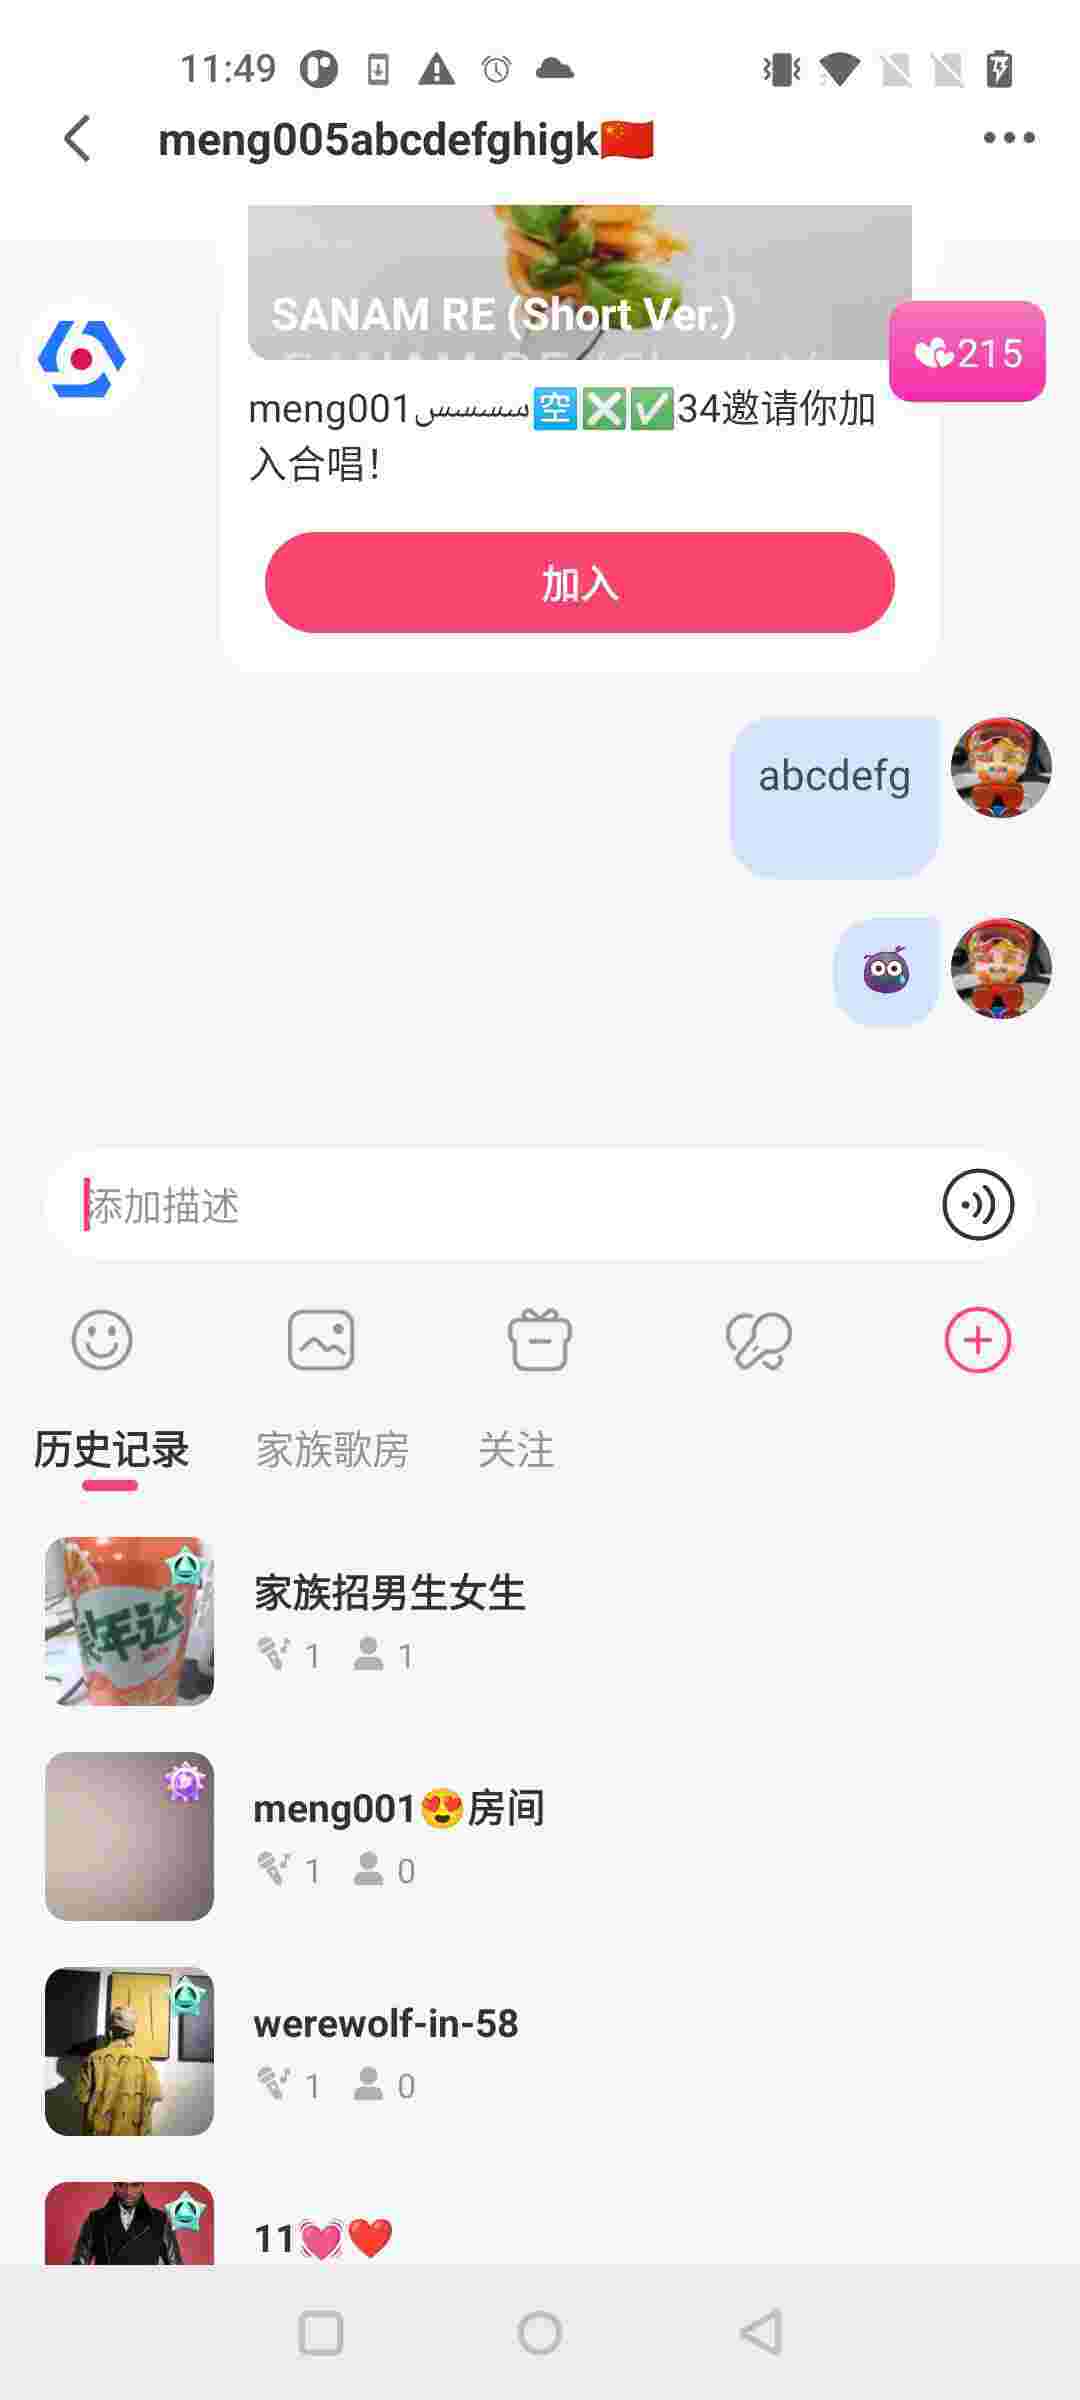 11:49
meng005abcdefghigk🇨🇳
SANAM RE (Short Ver.)
215
meng001سسسسس🈳❎✅34邀请你加
入合唱！
加入
abcdefg
添加描述
历史记录 家族歌房 关注
家族招男生女生
1 1
meng001😍房间
1 0
werewolf-in-58
1 0
11💓❤️